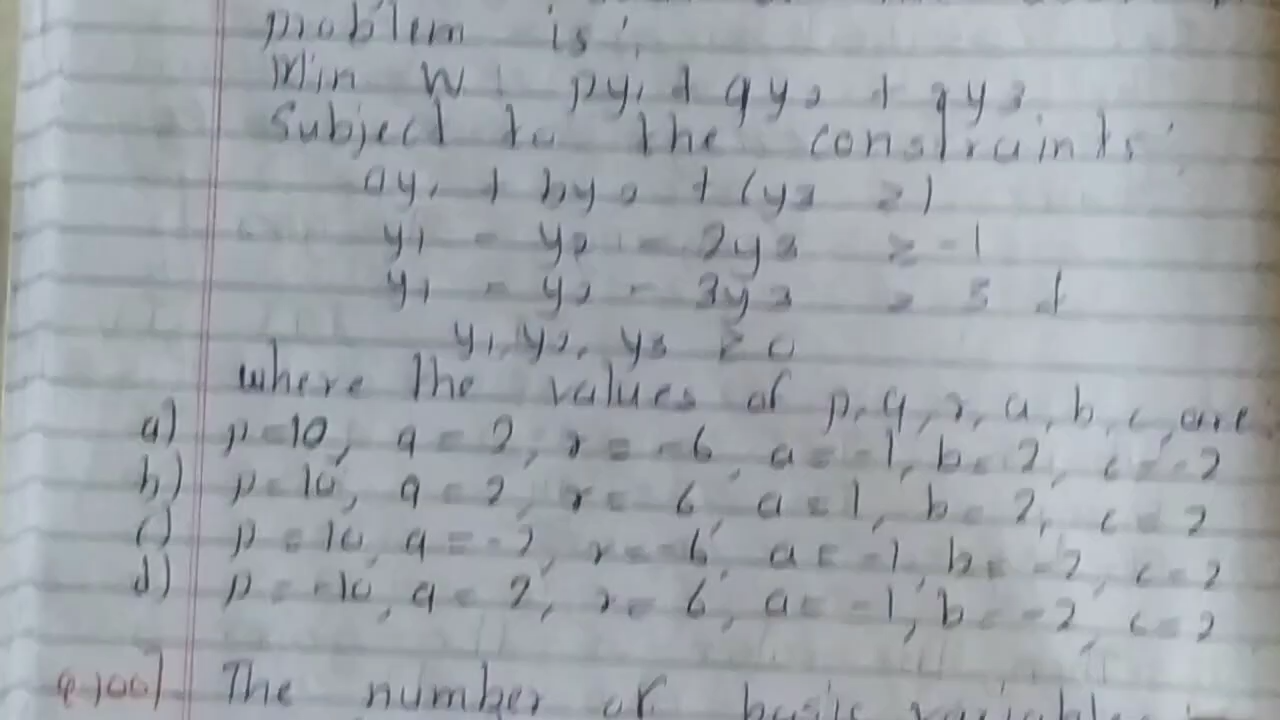 problem is:
Min W = py1 + qy2 + ry3
Subject to the constraints:
ay1 + by2 + cy3 ≥ 1
y1 - y2 - 2y3 ≥ -1
y1 - y2 - 3y3 ≥ 3 &
y1, y2, y3 ≥ 0
where the values of p, q, r, a, b, c, are:
a) p = 10, q = 2, r = -6, a = -1, b = 2, c = -2
b) p = 10, q = 2, r = 6, a = 1, b = 2, c = 2
c) p = 10, q = -2, r = -6, a = -1, b = -2, c = 2
d) p = -10, q = 2, r = 6, a = -1, b = -2, c = 2
Q.100) The number of basic